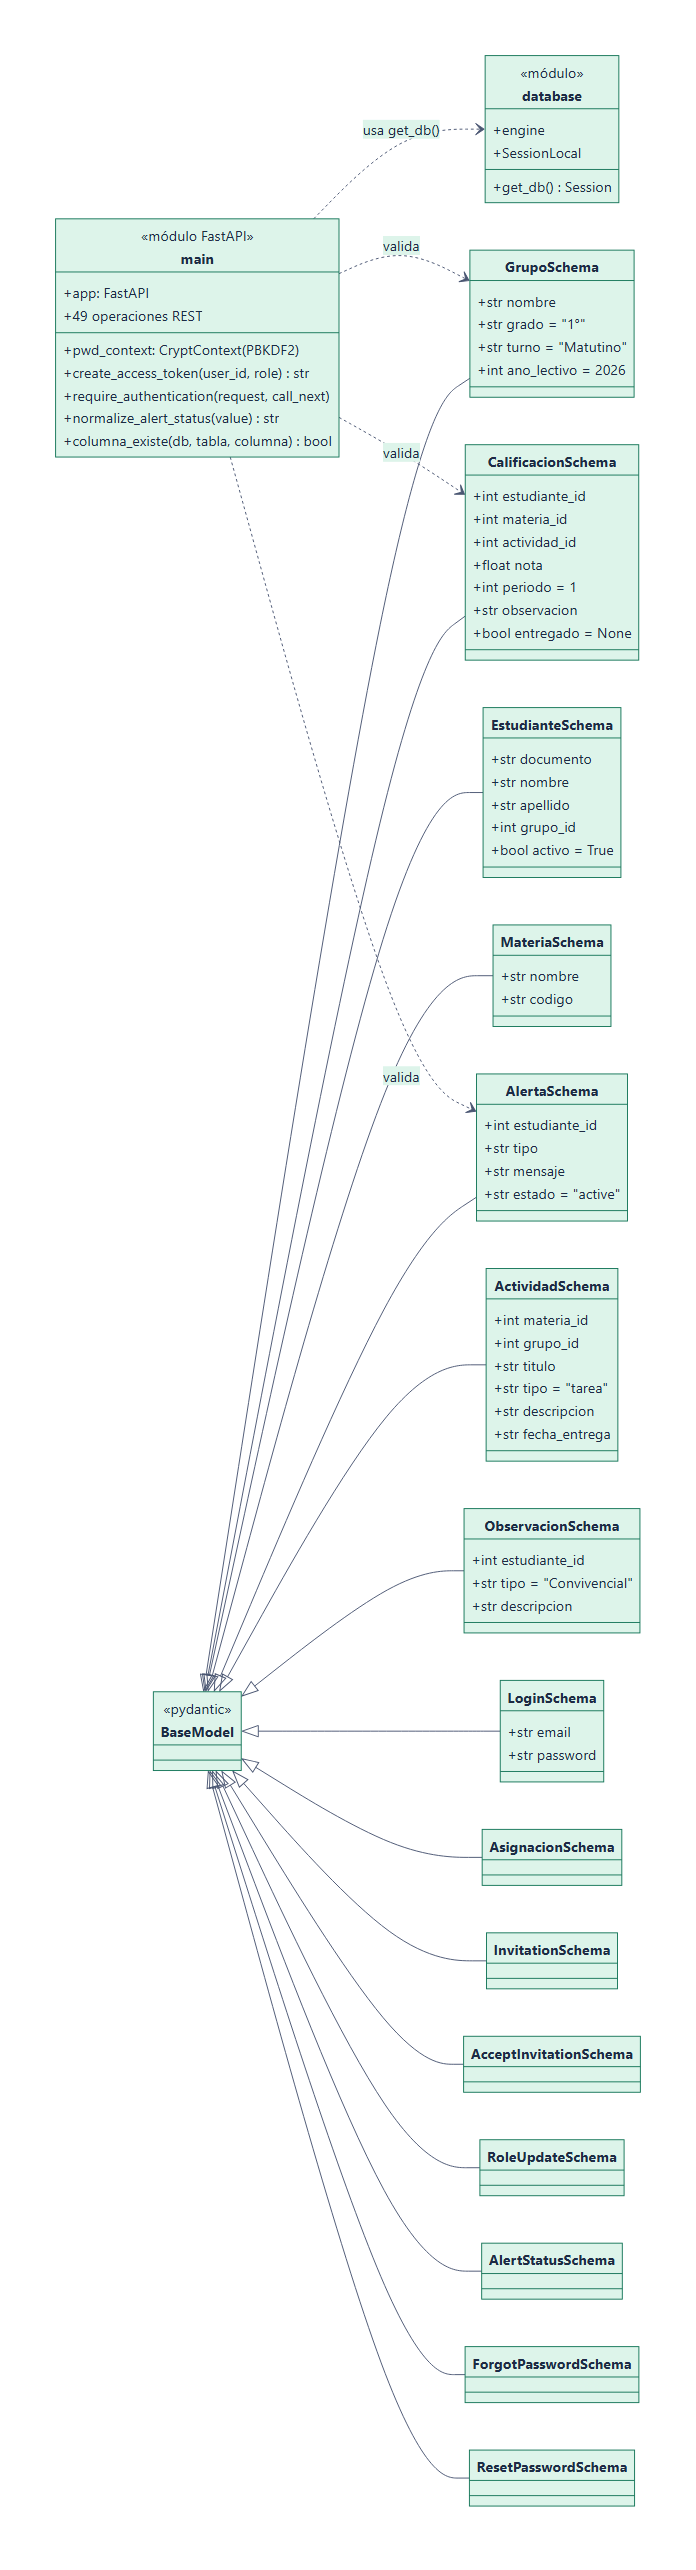 «módulo»
database
+engine
+SessionLocal
+get_db() : Session
usa get_db()
«módulo FastAPI»
main
+app: FastAPI
+49 operaciones REST
+pwd_context: CryptContext(PBKDF2)
+create_access_token(user_id, role) : str
+require_authentication(request, call_next)
+normalize_alert_status(value) : str
+columna_existe(db, tabla, columna) : bool
valida
GrupoSchema
+str nombre
+str grado = "1°"
+str turno = "Matutino"
+int ano_lectivo = 2026
valida
CalificacionSchema
+int estudiante_id
+int materia_id
+int actividad_id
+float nota
+int periodo = 1
+str observacion
+bool entregado = None
EstudianteSchema
+str documento
+str nombre
+str apellido
+int grupo_id
+bool activo = True
MateriaSchema
+str nombre
+str codigo
valida
AlertaSchema
+int estudiante_id
+str tipo
+str mensaje
+str estado = "active"
ActividadSchema
+int materia_id
+int grupo_id
+str titulo
+str tipo = "tarea"
+str descripcion
+str fecha_entrega
ObservacionSchema
+int estudiante_id
+str tipo = "Convivencial"
+str descripcion
«pydantic»
BaseModel
LoginSchema
+str email
+str password
AsignacionSchema
InvitationSchema
AcceptInvitationSchema
RoleUpdateSchema
AlertStatusSchema
ForgotPasswordSchema
ResetPasswordSchema